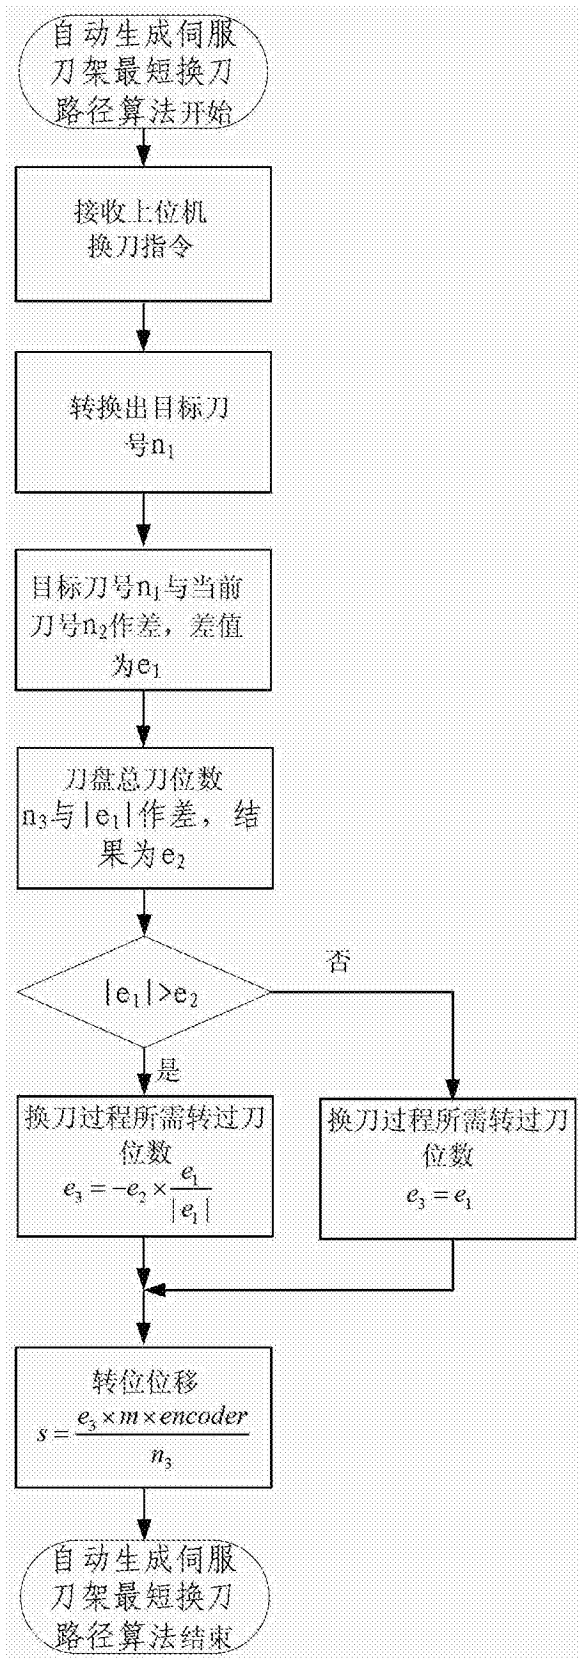 自动生成伺服
刀架最短换刀
路径算法开始
接收上位机
换刀指令
转换出目标刀
号n₁
目标刀号n₁与当前
刀号n₂作差，差值
为e₁
刀盘总刀位数
n₃与|e₁|作差，结
果为e₂
|e₁|>e₂
否
是
换刀过程所需转过刀
位数
e₃ = −e₂ × e₁ / |e₁|
换刀过程所需转过刀
位数
e₃ = e₁
转位位移
s = e₃ × m × encoder / n₃
自动生成伺服
刀架最短换刀
路径算法结束